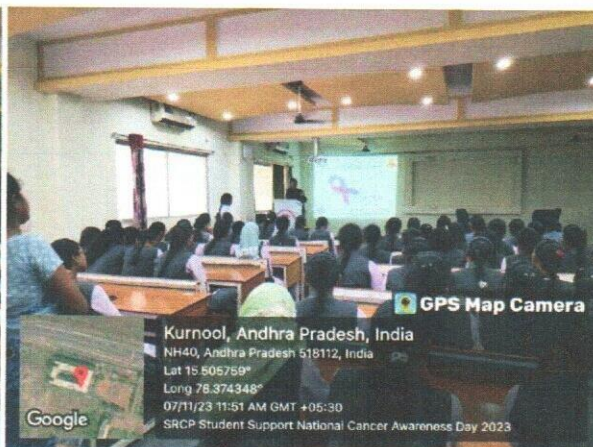 GPS Map Camera
Kurnool, Andhra Pradesh, India
NH40, Andhra Pradesh 518112, India
Lat 15.505759°
Long 78.374348°
07/11/23 11:51 AM GMT +05:30
SRCP Student Support National Cancer Awareness Day 2023
Google